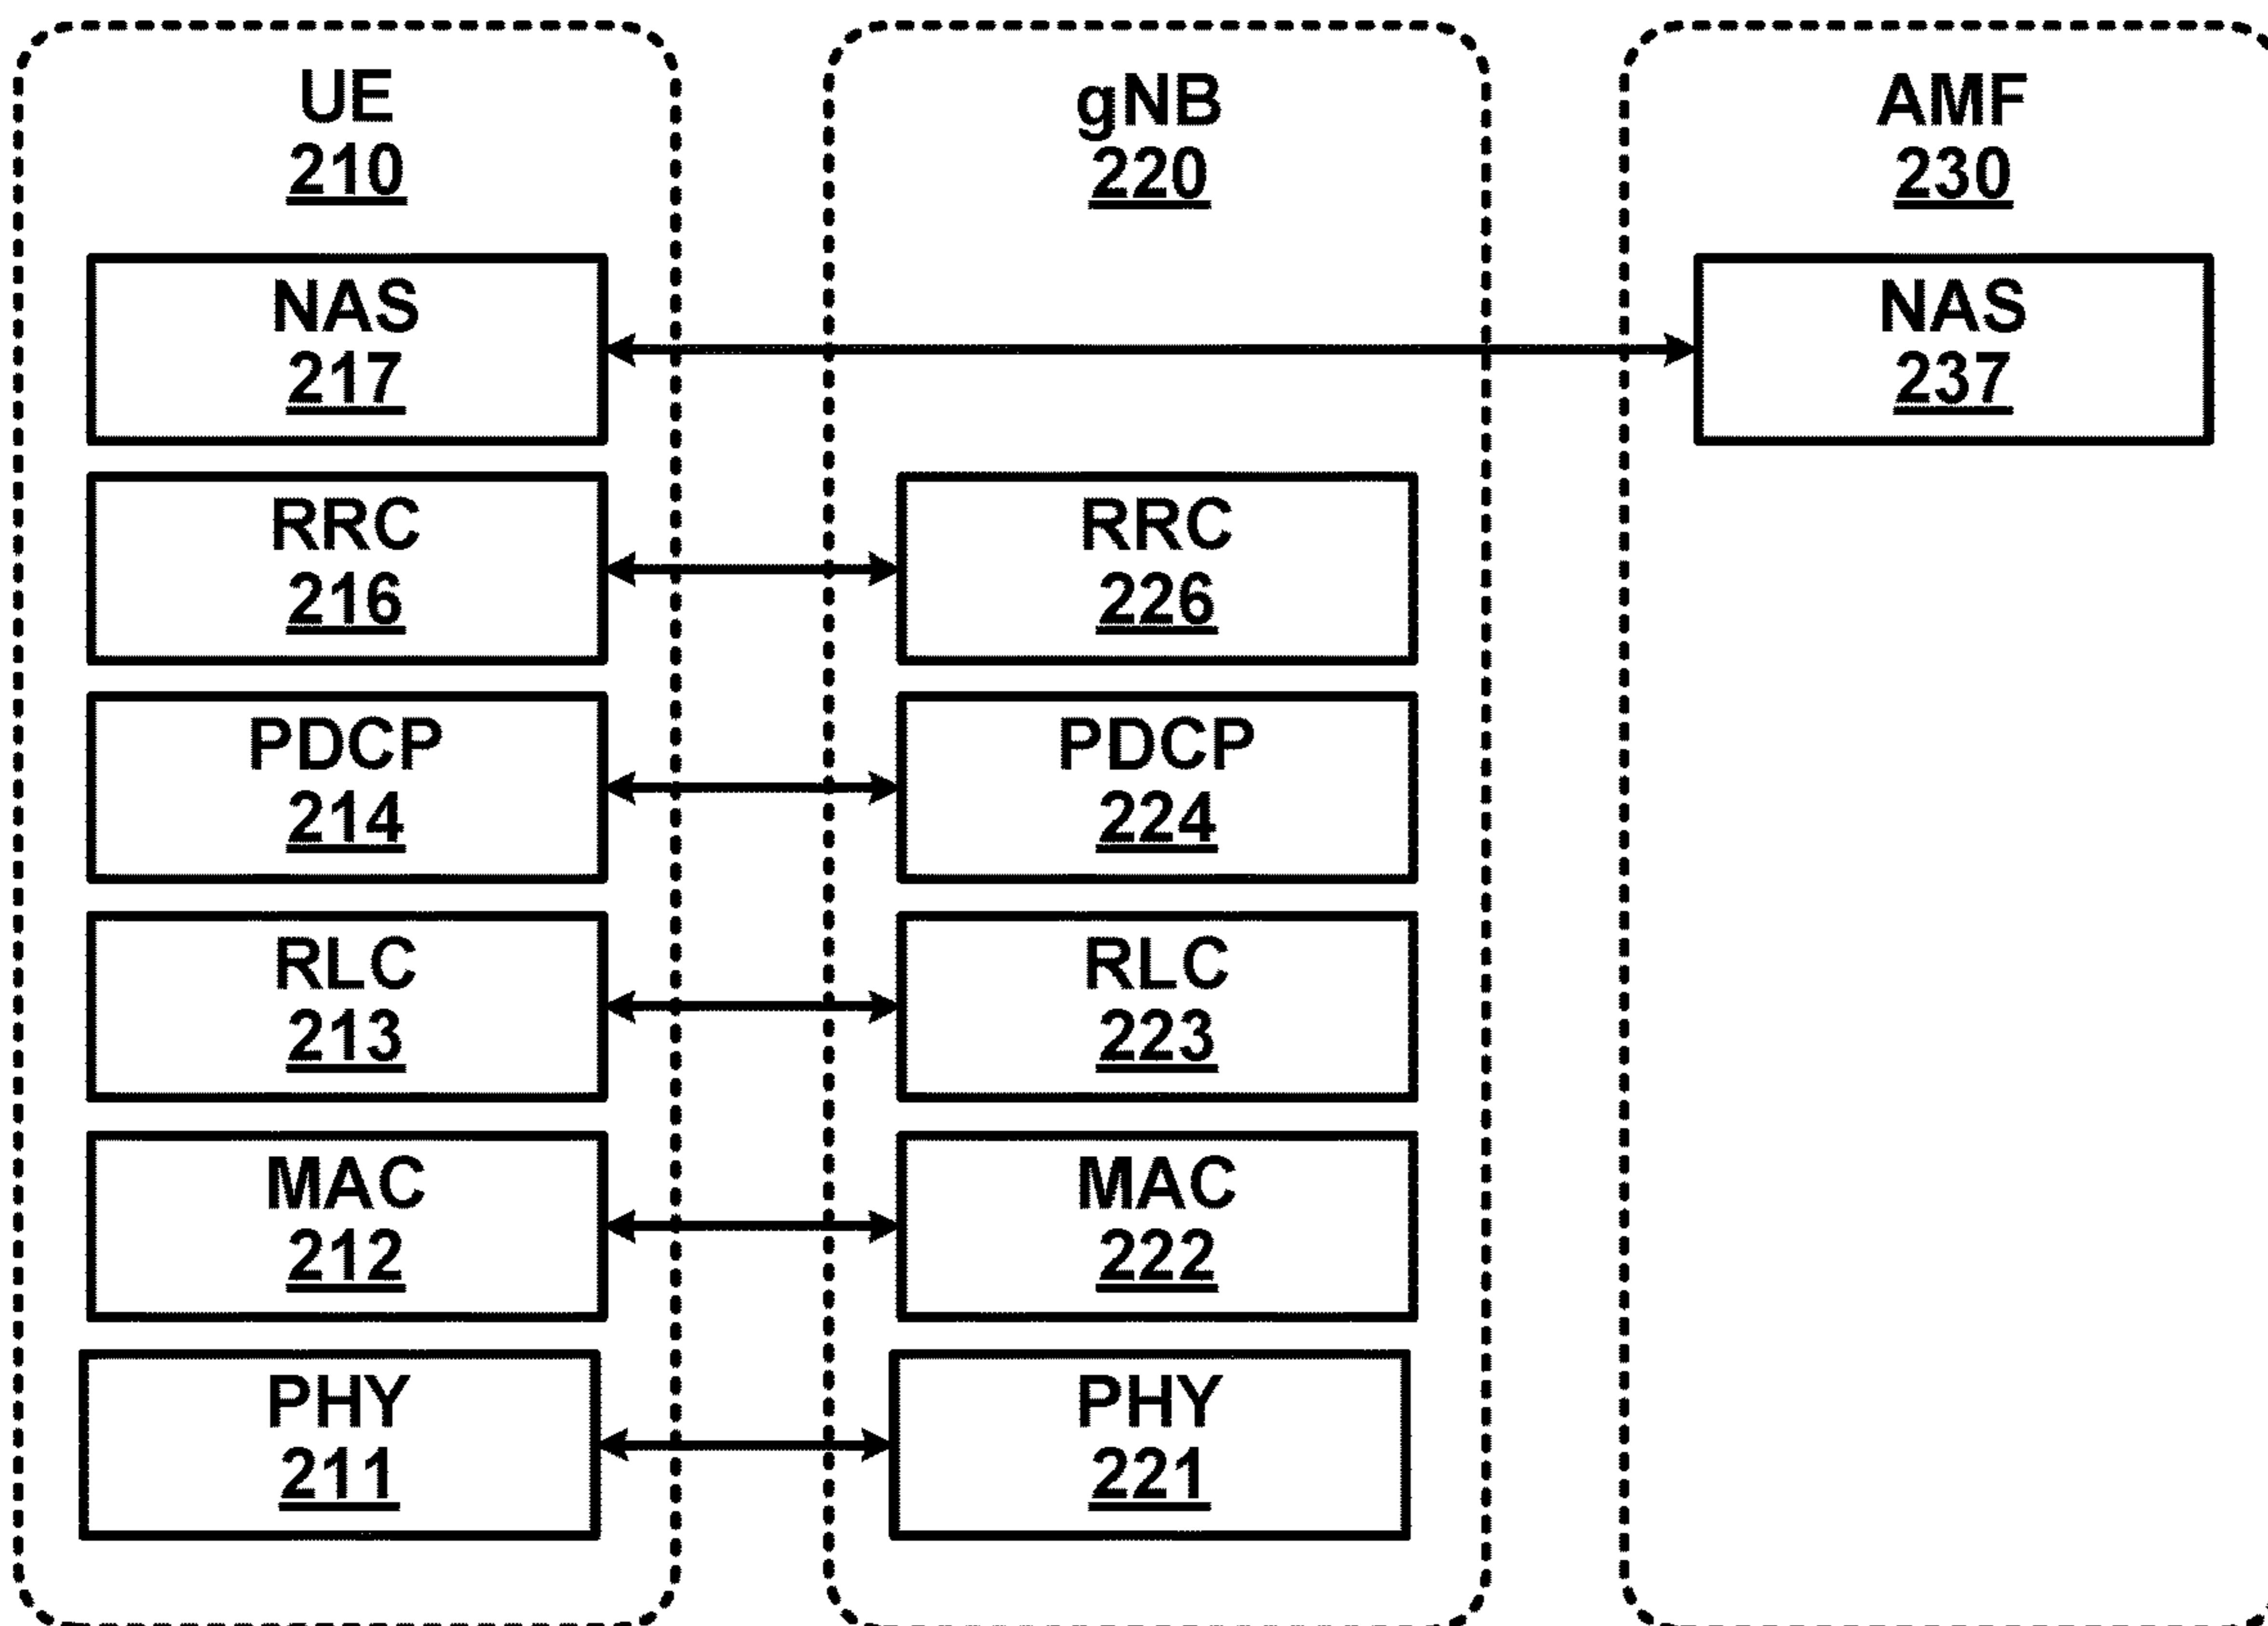 UE
210
gNB
220
AMF
230
NAS
217
NAS
237
RRC
216
RRC
226
PDCP
214
PDCP
224
RLC
213
RLC
223
MAC
212
MAC
222
PHY
211
PHY
221